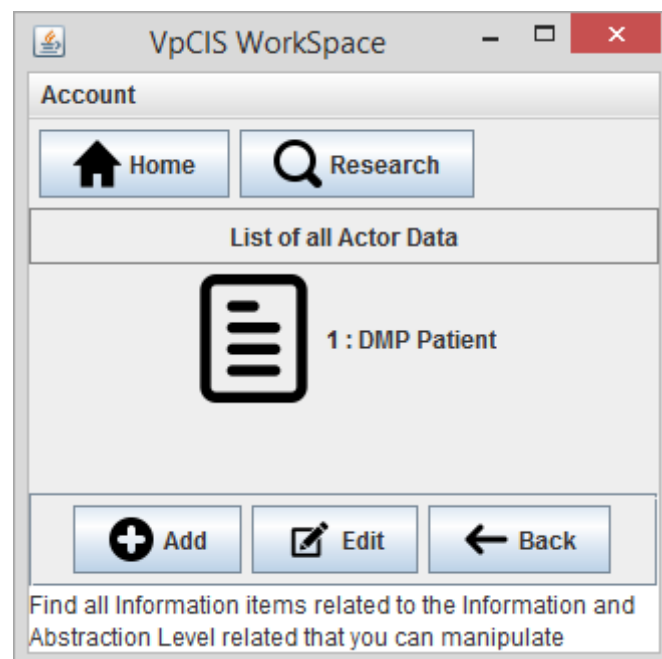 VpCIS WorkSpace
Account
Home Research
List of all Actor Data
1 : DMP Patient
Add Edit Back
Find all Information items related to the Information and
Abstraction Level related that you can manipulate